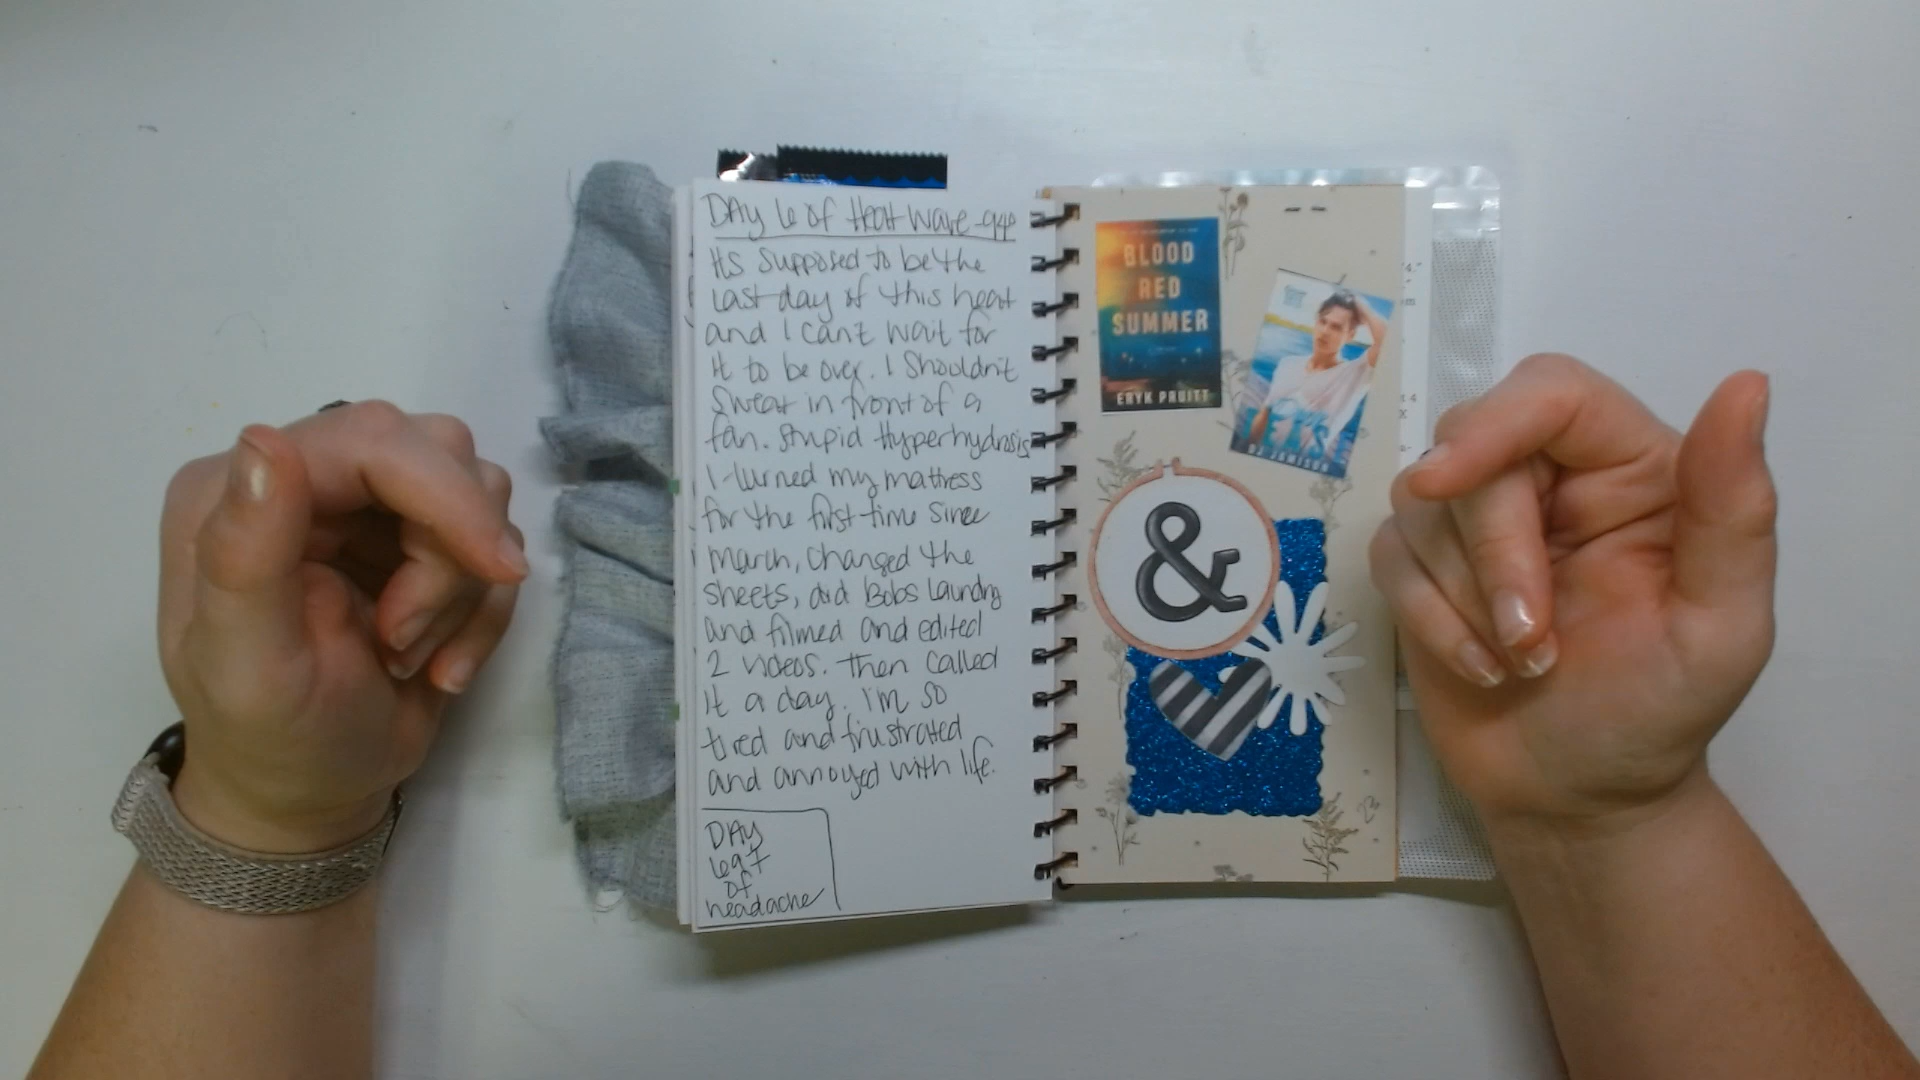 DAY 6 of Heat Wave - 94°
Its supposed to be the
last day of this heat
and I can't wait for
it to be over. I Shouldn't
Sweat in front of a
fan. Stupid Hyperhydrosis
I turned my mattress
for the first time since
march, changed the
sheets, did Bobs laundry
and filmed and edited
2 videos. then called
it a day. I'm so
tired and frustrated
and annoyed with life.
DAY
of
headache
BLOOD
RED
SUMMER
ERYK PRUITT
DJ JAMISON
&
23